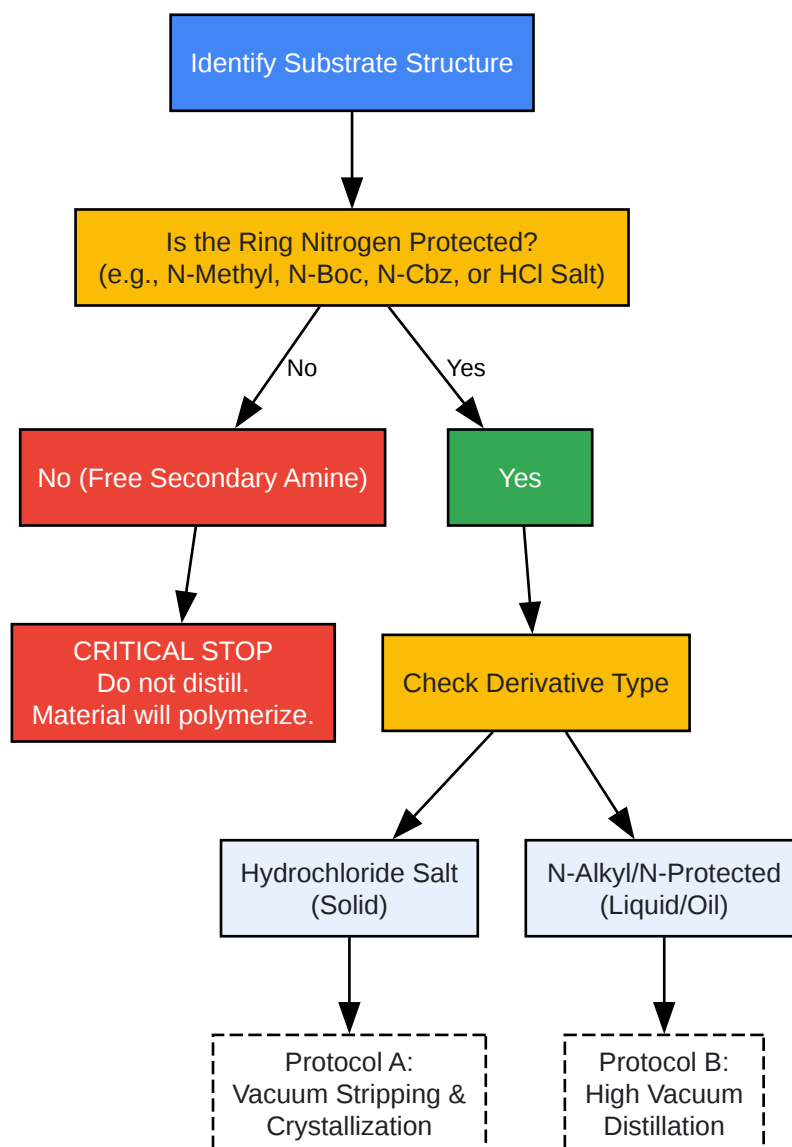 Identify Substrate Structure
Is the Ring Nitrogen Protected?
(e.g., N-Methyl, N-Boc, N-Cbz, or HCl Salt)
No
Yes
No (Free Secondary Amine)
Yes
CRITICAL STOP
Do not distill.
Material will polymerize.
Check Derivative Type
Hydrochloride Salt
(Solid)
N-Alkyl/N-Protected
(Liquid/Oil)
Protocol A:
Vacuum Stripping &
Crystallization
Protocol B:
High Vacuum
Distillation